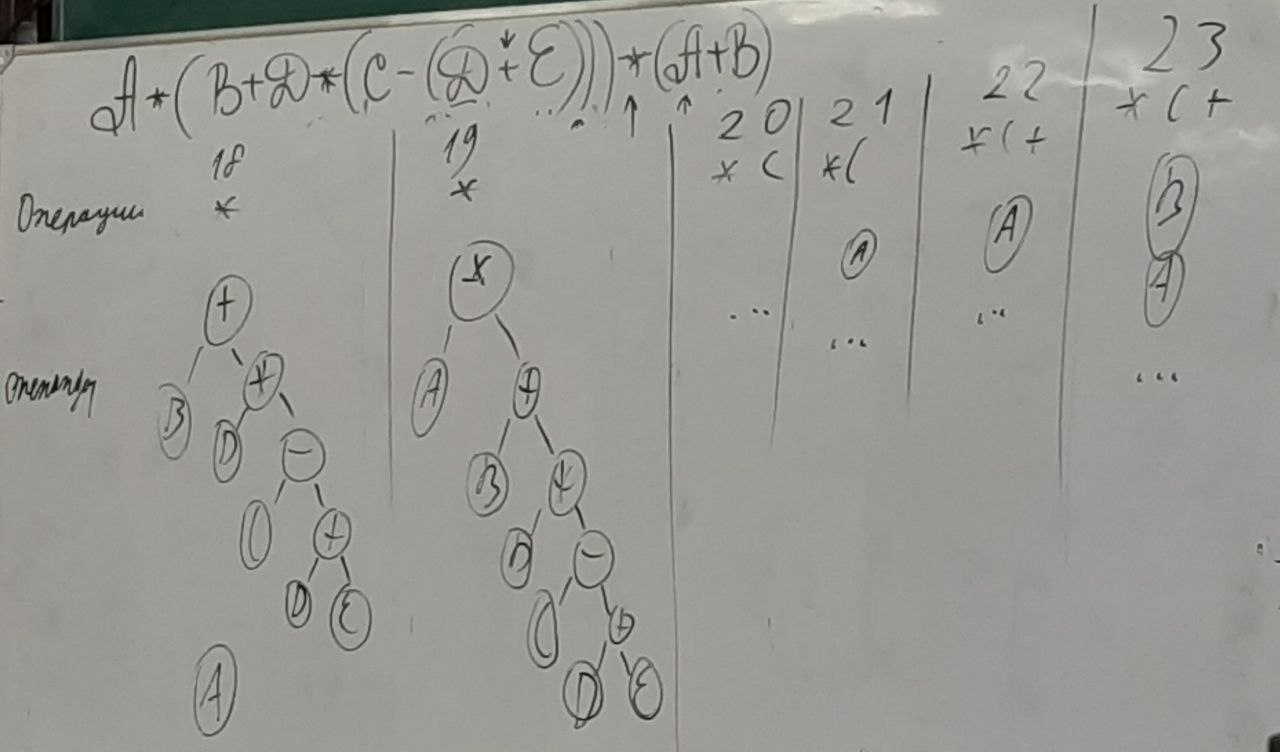 A*(B+D*(C-(D+E)))*(A+B)
18 19 20 21 22 23
Операции * * *( *( *(+ *(+
A A B
+ * A
... ... ... ...
Операнды B * A +
D - B *
C + D -
D E C +
A D E